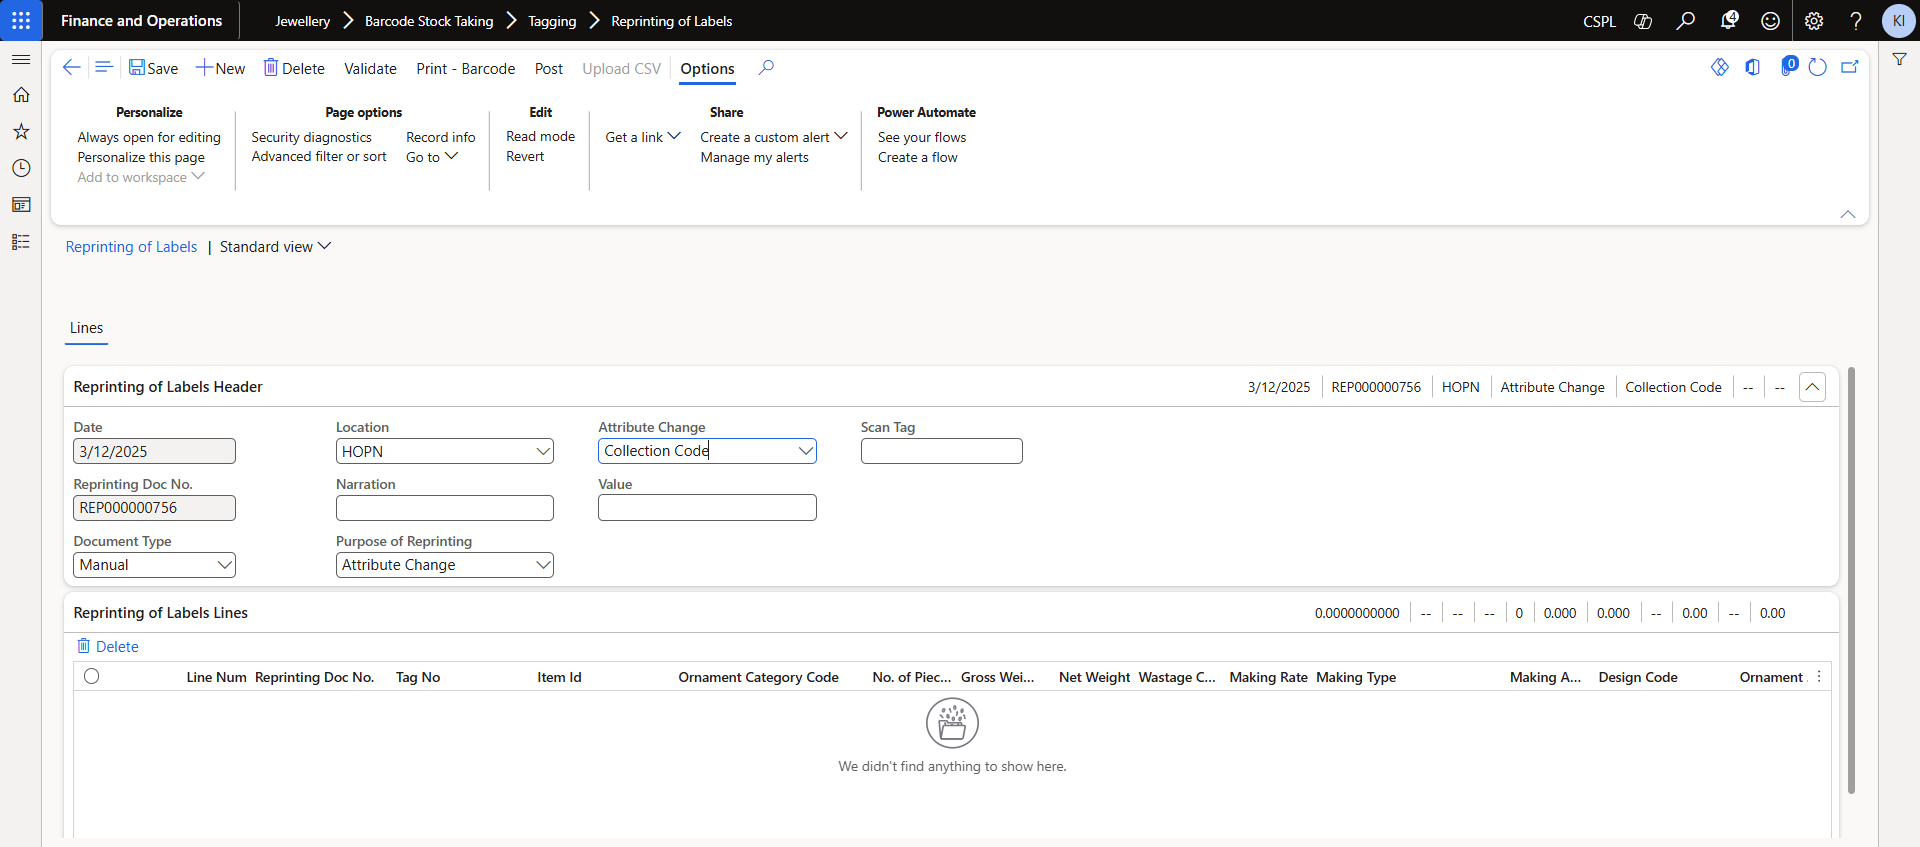 Finance and Operations
Jewellery Barcode Stock Taking Tagging Reprinting of Labels
CSPL
4
KI
Save New Delete Validate Print - Barcode Post Upload CSV Options
0
Personalize
Always open for editing
Personalize this page
Add to workspace
Page options
Security diagnostics
Advanced filter or sort
Record info
Go to
Edit
Read mode
Revert
Share
Get a link
Create a custom alert
Manage my alerts
Power Automate
See your flows
Create a flow
Reprinting of Labels | Standard view
Lines
Reprinting of Labels Header
3/12/2025 REP000000756 HOPN Attribute Change Collection Code -- --
Date
3/12/2025
Reprinting Doc No.
REP000000756
Document Type
Manual
Location
HOPN
Narration
Purpose of Reprinting
Attribute Change
Attribute Change
Collection Code
Value
Scan Tag
Reprinting of Labels Lines
0.0000000000 -- -- -- 0 0.000 0.000 -- 0.00 -- 0.00
Delete
Line Num Reprinting Doc No. Tag No Item Id Ornament Category Code No. of Piec... Gross Wei... Net Weight Wastage C... Making Rate Making Type Making A... Design Code Ornament
We didn't find anything to show here.